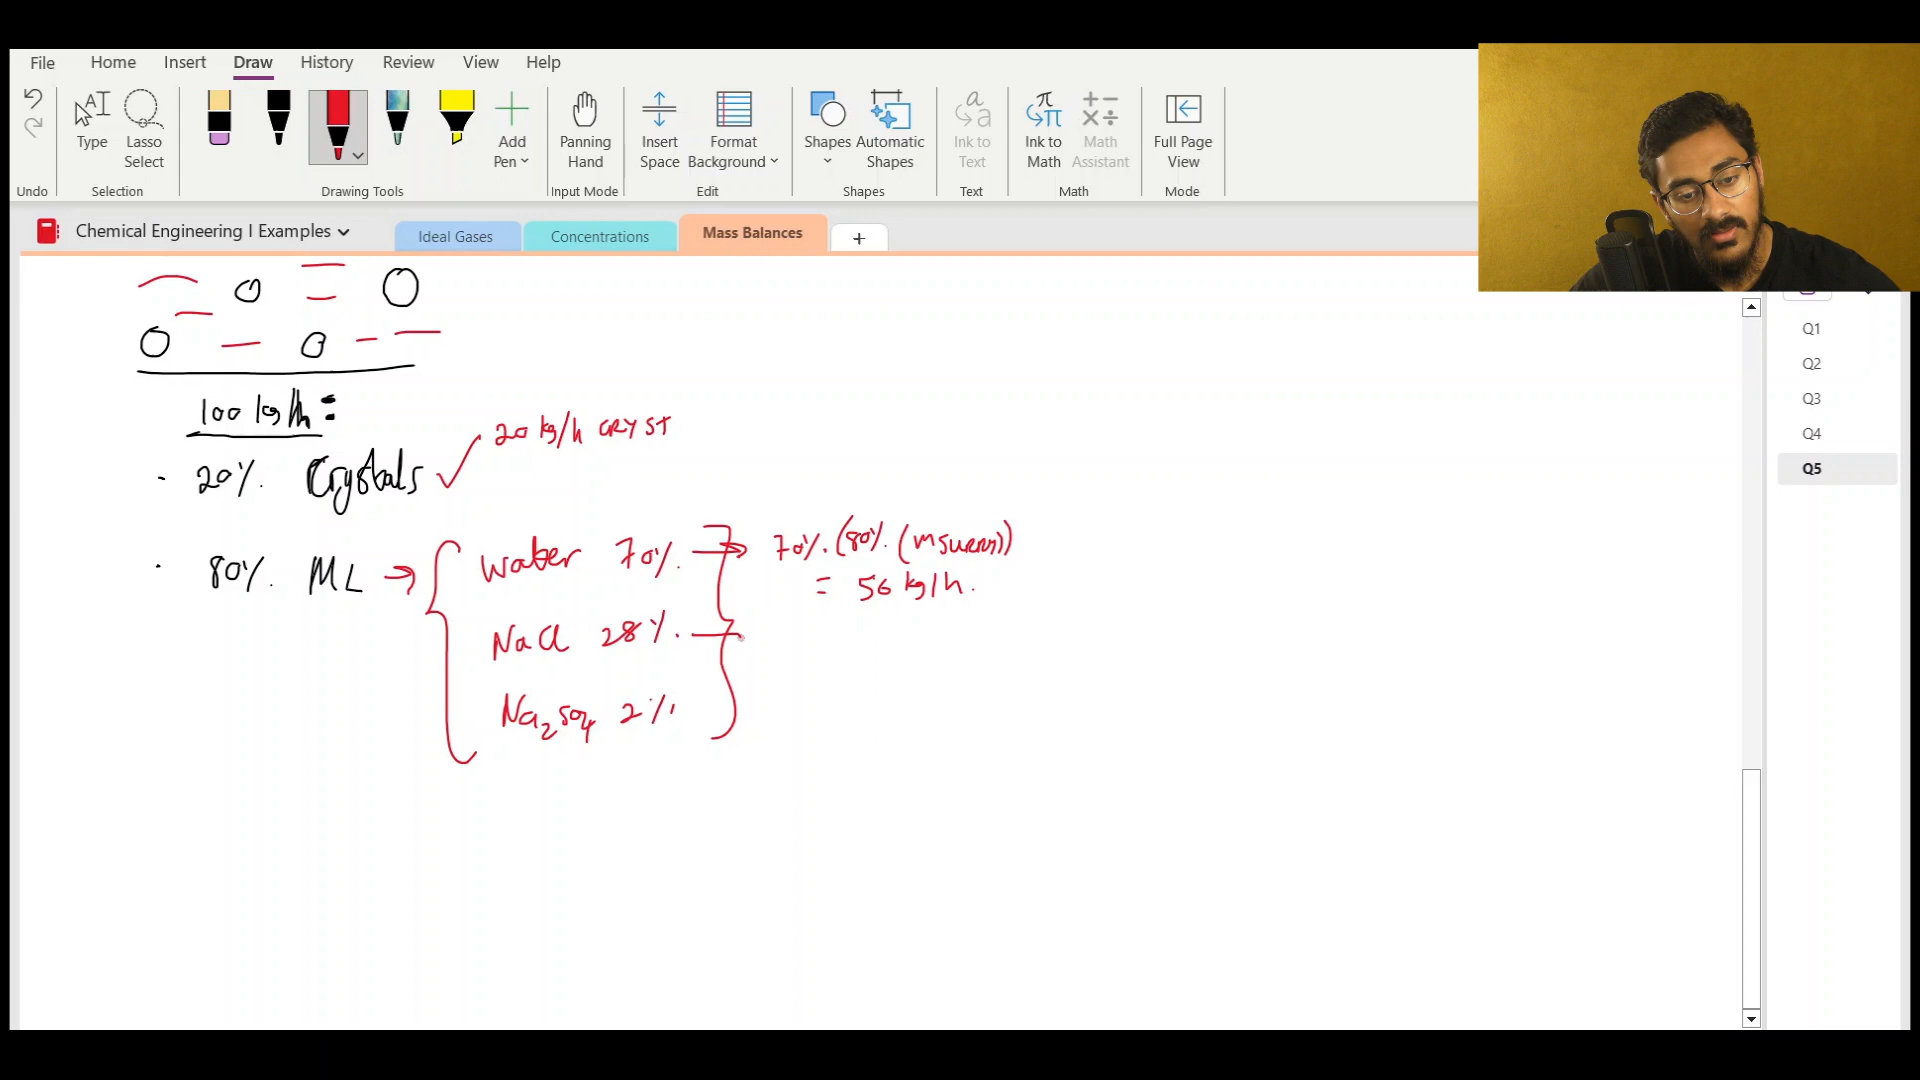 File Home Insert Draw History Review View Help
Type
Lasso Select
Add Pen
Panning Hand
Insert Space
Format Background
Shapes
Automatic Shapes
Ink to Text
Ink to Math
Math Assistant
Full Page View
Undo Selection Drawing Tools Input Mode Edit Shapes Text Math Mode
Chemical Engineering I Examples Ideal Gases Concentrations Mass Balances +
Q1
Q2
Q3
Q4
Q5
100 kg/h :
20 kg/h CRYST
· 20%. Crystals ✓
70%. (80%. (mSLURRY))
= 56 kg/h.
· 80%. ML → { Water 70%. →
NaCl 28%.
Na2SO4 2%